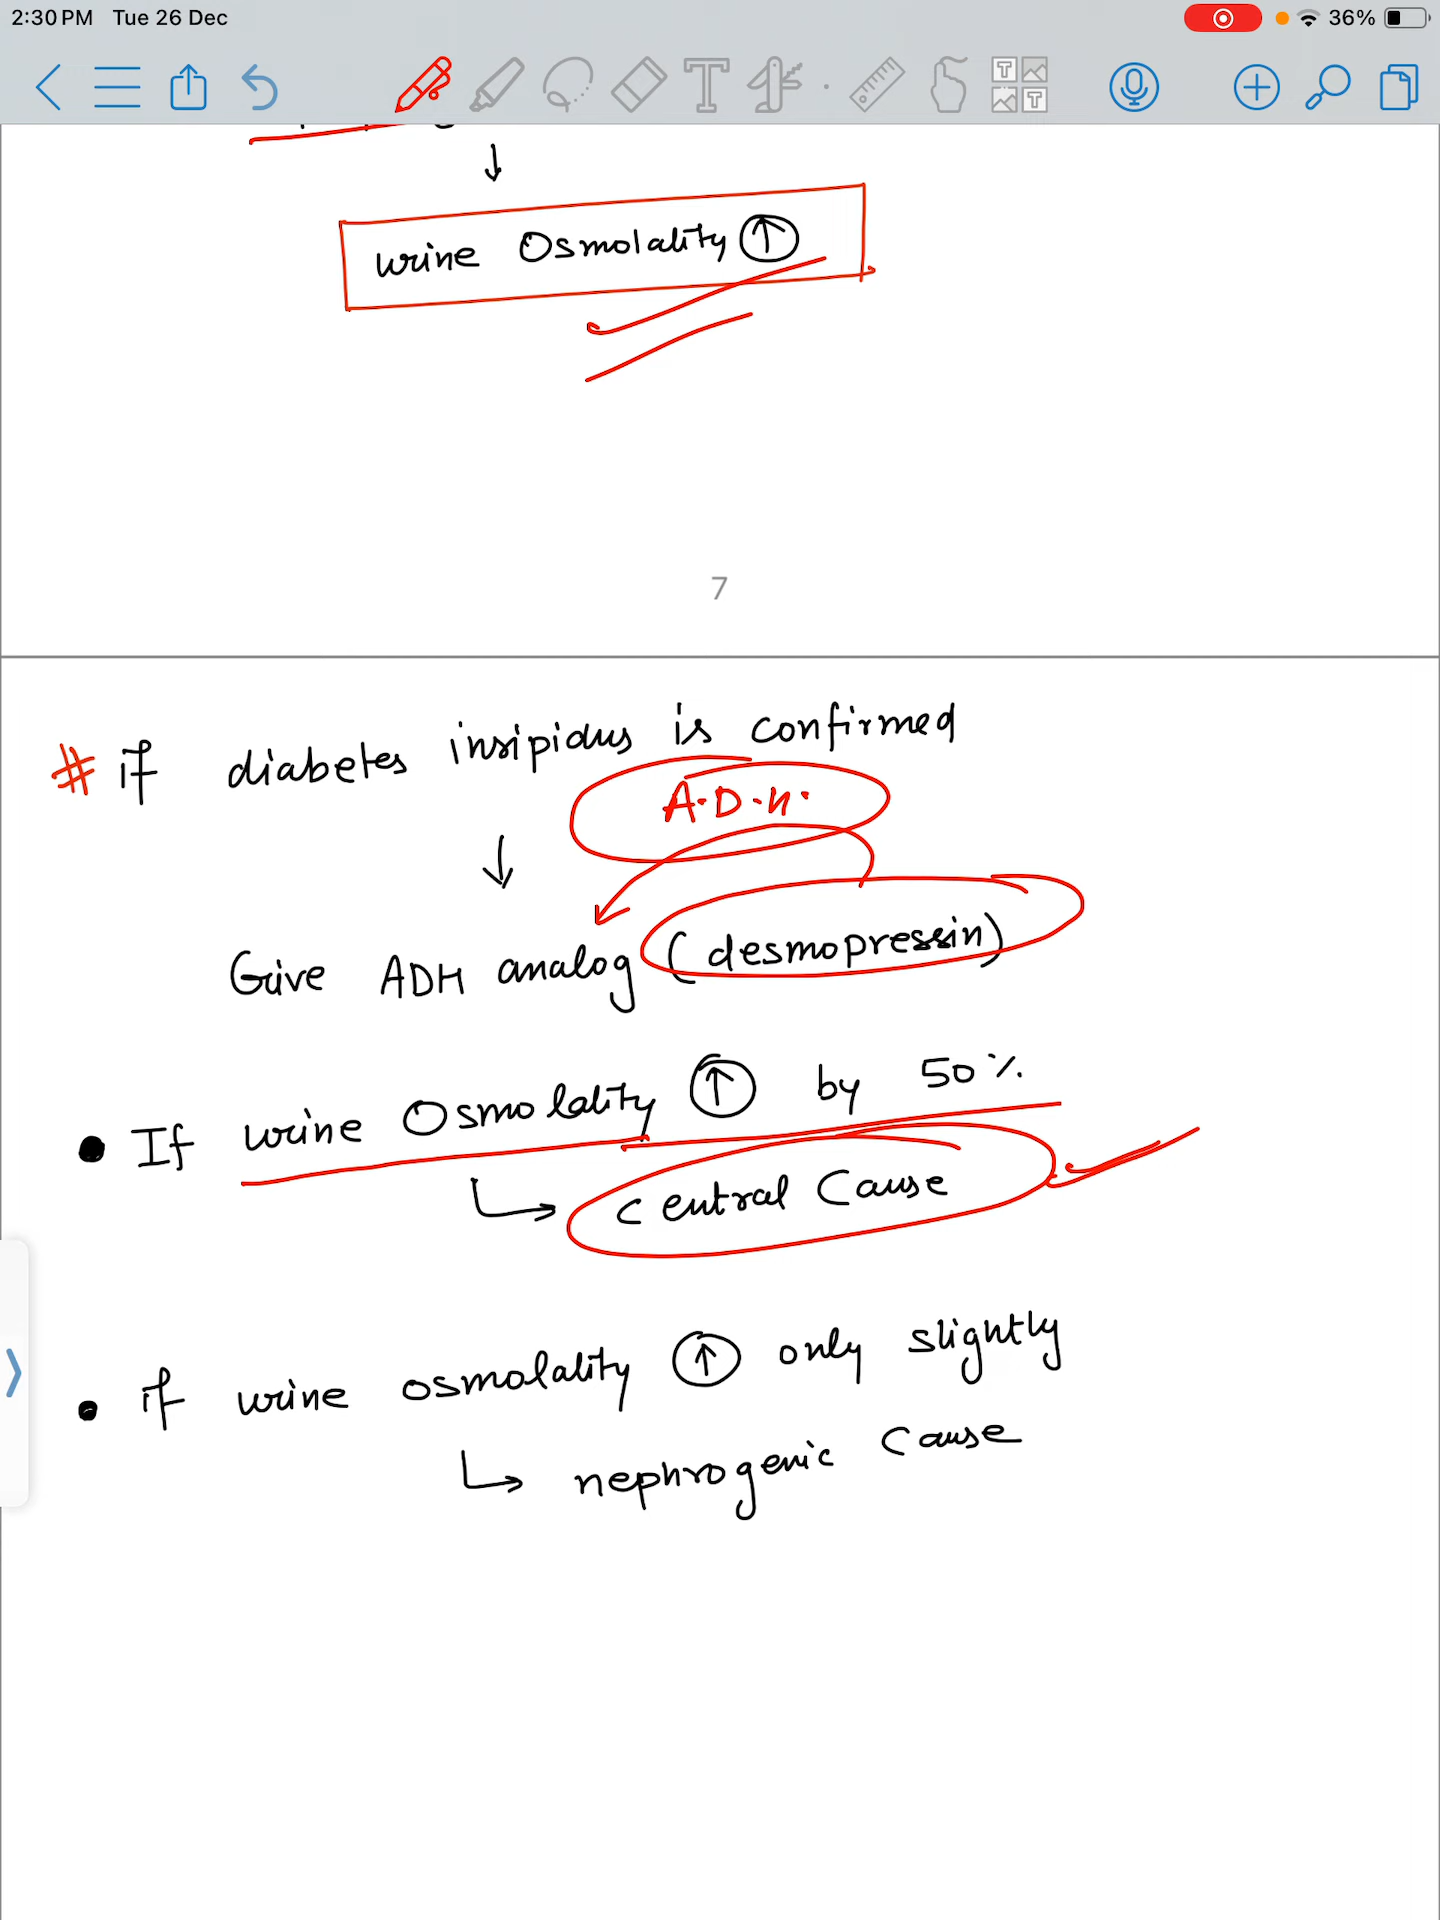 2:30 PM Tue 26 Dec 36%
urine Osmolality ↑
7
# if diabetes insipidus is confirmed
A.D.H.
↓
Give ADH analog (desmopressin)
• If urine Osmolality ↑ by 50%
↳ Central Cause
• if urine osmolality ↑ only slightly
↳ nephrogenic Cause